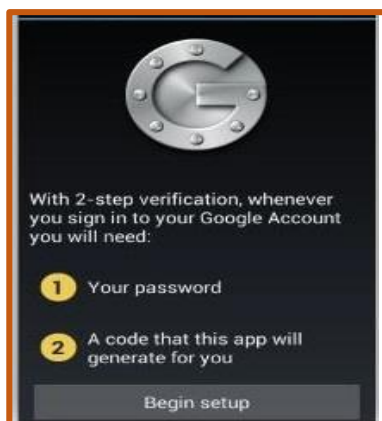 With 2-step verification, whenever
you sign in to your Google Account
you will need:
1 Your password
2 A code that this app will
generate for you
Begin setup